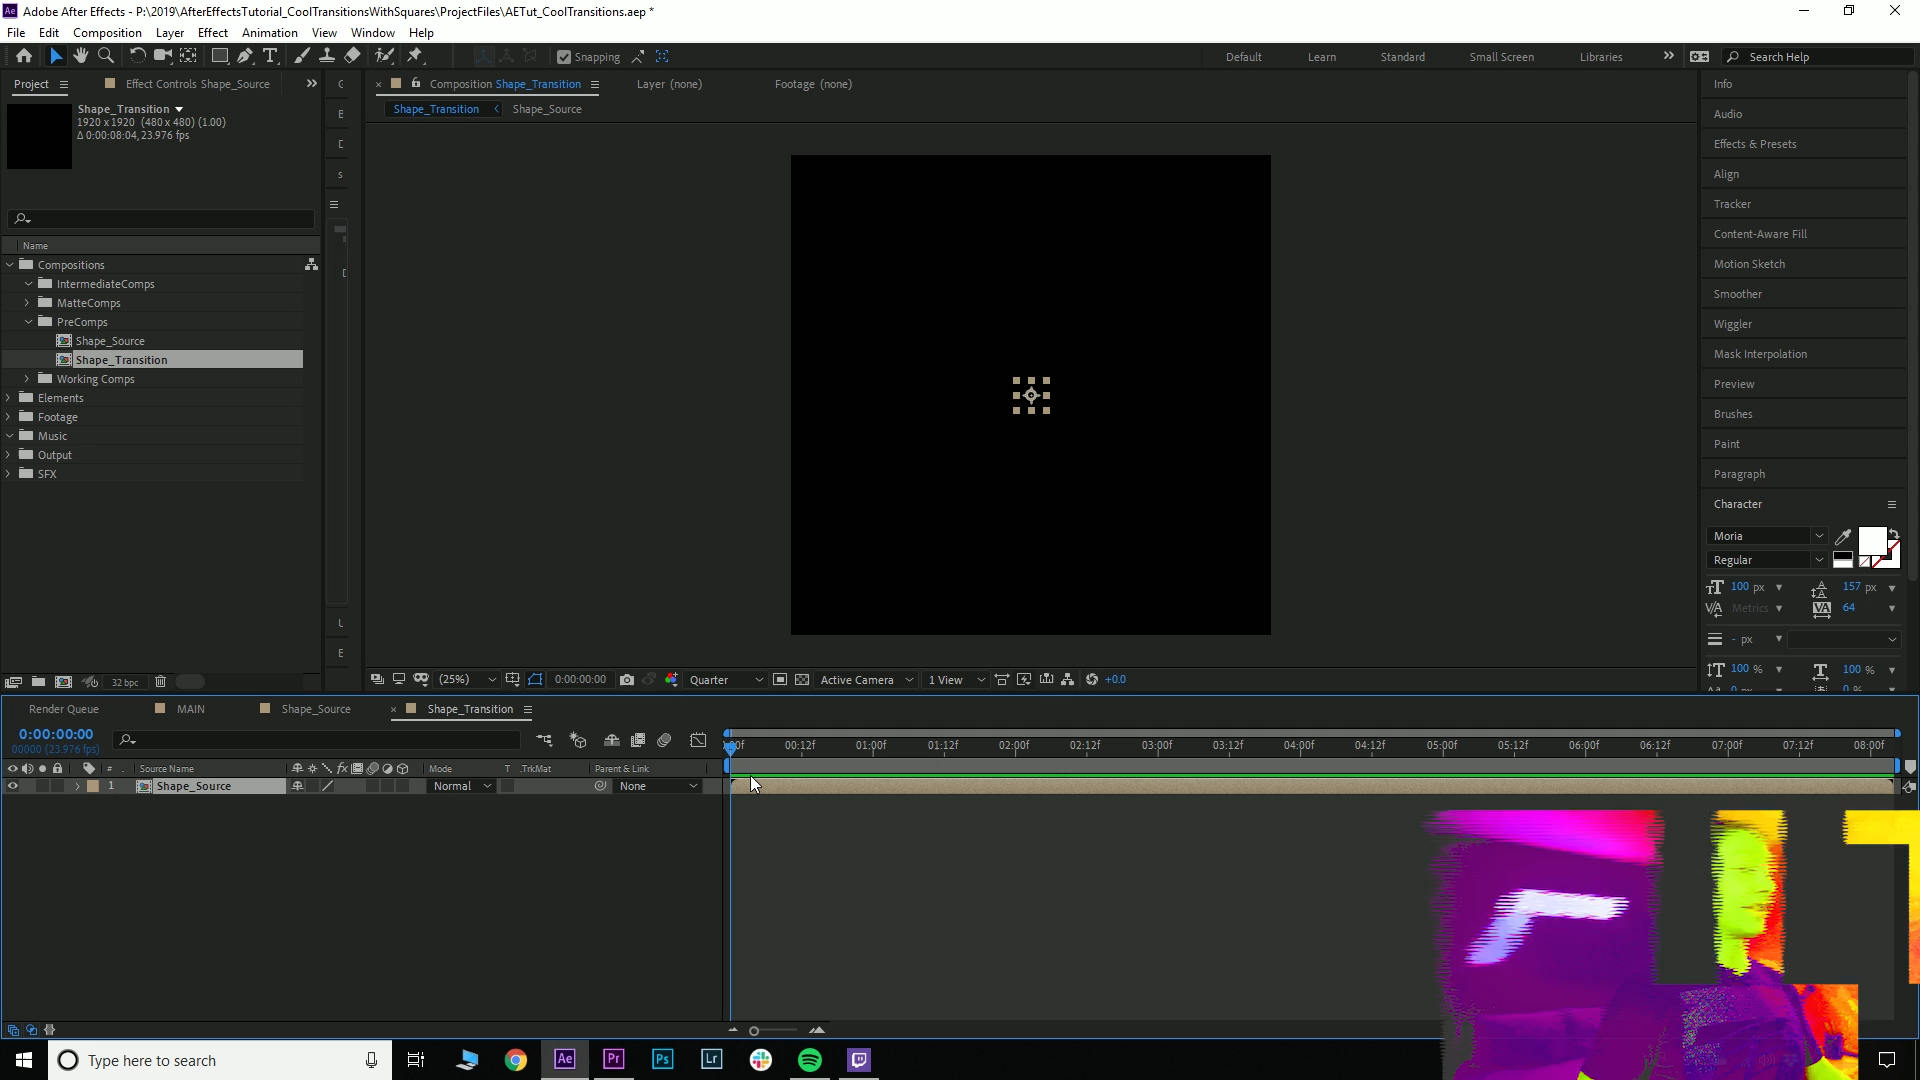 Ae Adobe After Effects - P:\2019\AfterEffectsTutorial_CoolTransitionsWithSquares\ProjectFiles\AETut_CoolTransitions.aep *
File Edit Composition Layer Effect Animation View Window Help
Snapping Default Learn Standard Small Screen Libraries Search Help
Project Effect Controls Shape_Source Composition Shape_Transition Layer (none) Footage (none)
Shape_Transition
1920 x 1920 (480 x 480) (1.00)
Δ 0:00:08:04, 23.976 fps
Shape_Transition Shape_Source
Name
Compositions
IntermediateComps
MatteComps
PreComps
Shape_Source
Shape_Transition
Working Comps
Elements
Footage
Music
Output
SFX
32 bpc
(25%) 0:00:00:00 Quarter Active Camera 1 View +0.0
Info
Audio
Effects & Presets
Align
Tracker
Content-Aware Fill
Motion Sketch
Smoother
Wiggler
Mask Interpolation
Preview
Brushes
Paint
Paragraph
Character
Moria
Regular
100 px 157 px
Metrics 64
- px
100 % 100 %
0 px 0 %
Render Queue MAIN Shape_Source Shape_Transition
0:00:00:00
00000 (23.976 fps)
00:12f 01:00f 01:12f 02:00f 02:12f 03:00f 03:12f 04:00f 04:12f 05:00f 05:12f 06:00f 06:12f 07:00f 07:12f 08:00f
# Source Name Mode T .TrkMat Parent & Link
1 Shape_Source Normal None
Type here to search Ae Pr Ps Lr